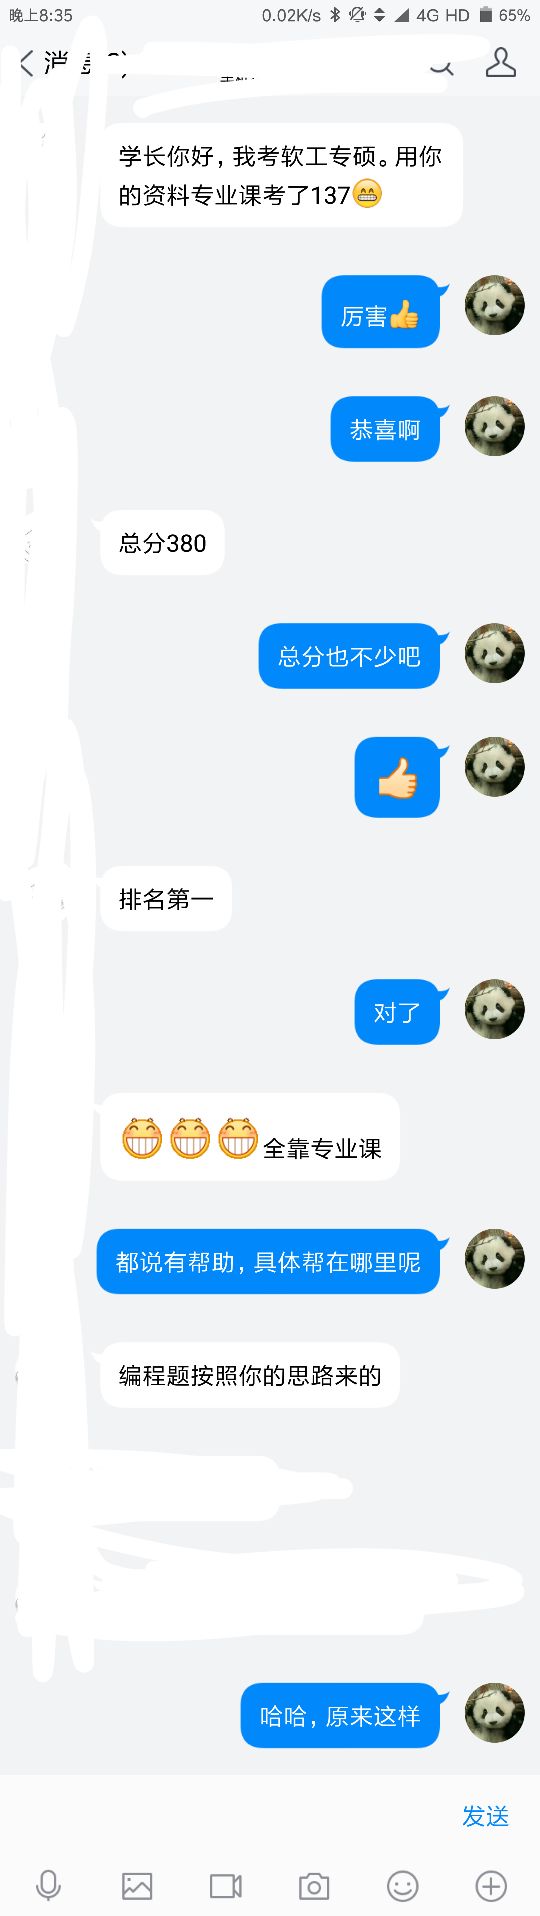 晚上8:35 0.02K/s 4G HD 65%
学长你好，我考软工专硕。用你
的资料专业课考了137😁
厉害👍
恭喜啊
总分380
总分也不少吧
👍
排名第一
对了
全靠专业课
都说有帮助，具体帮在哪里呢
编程题按照你的思路来的
哈哈，原来这样
发送